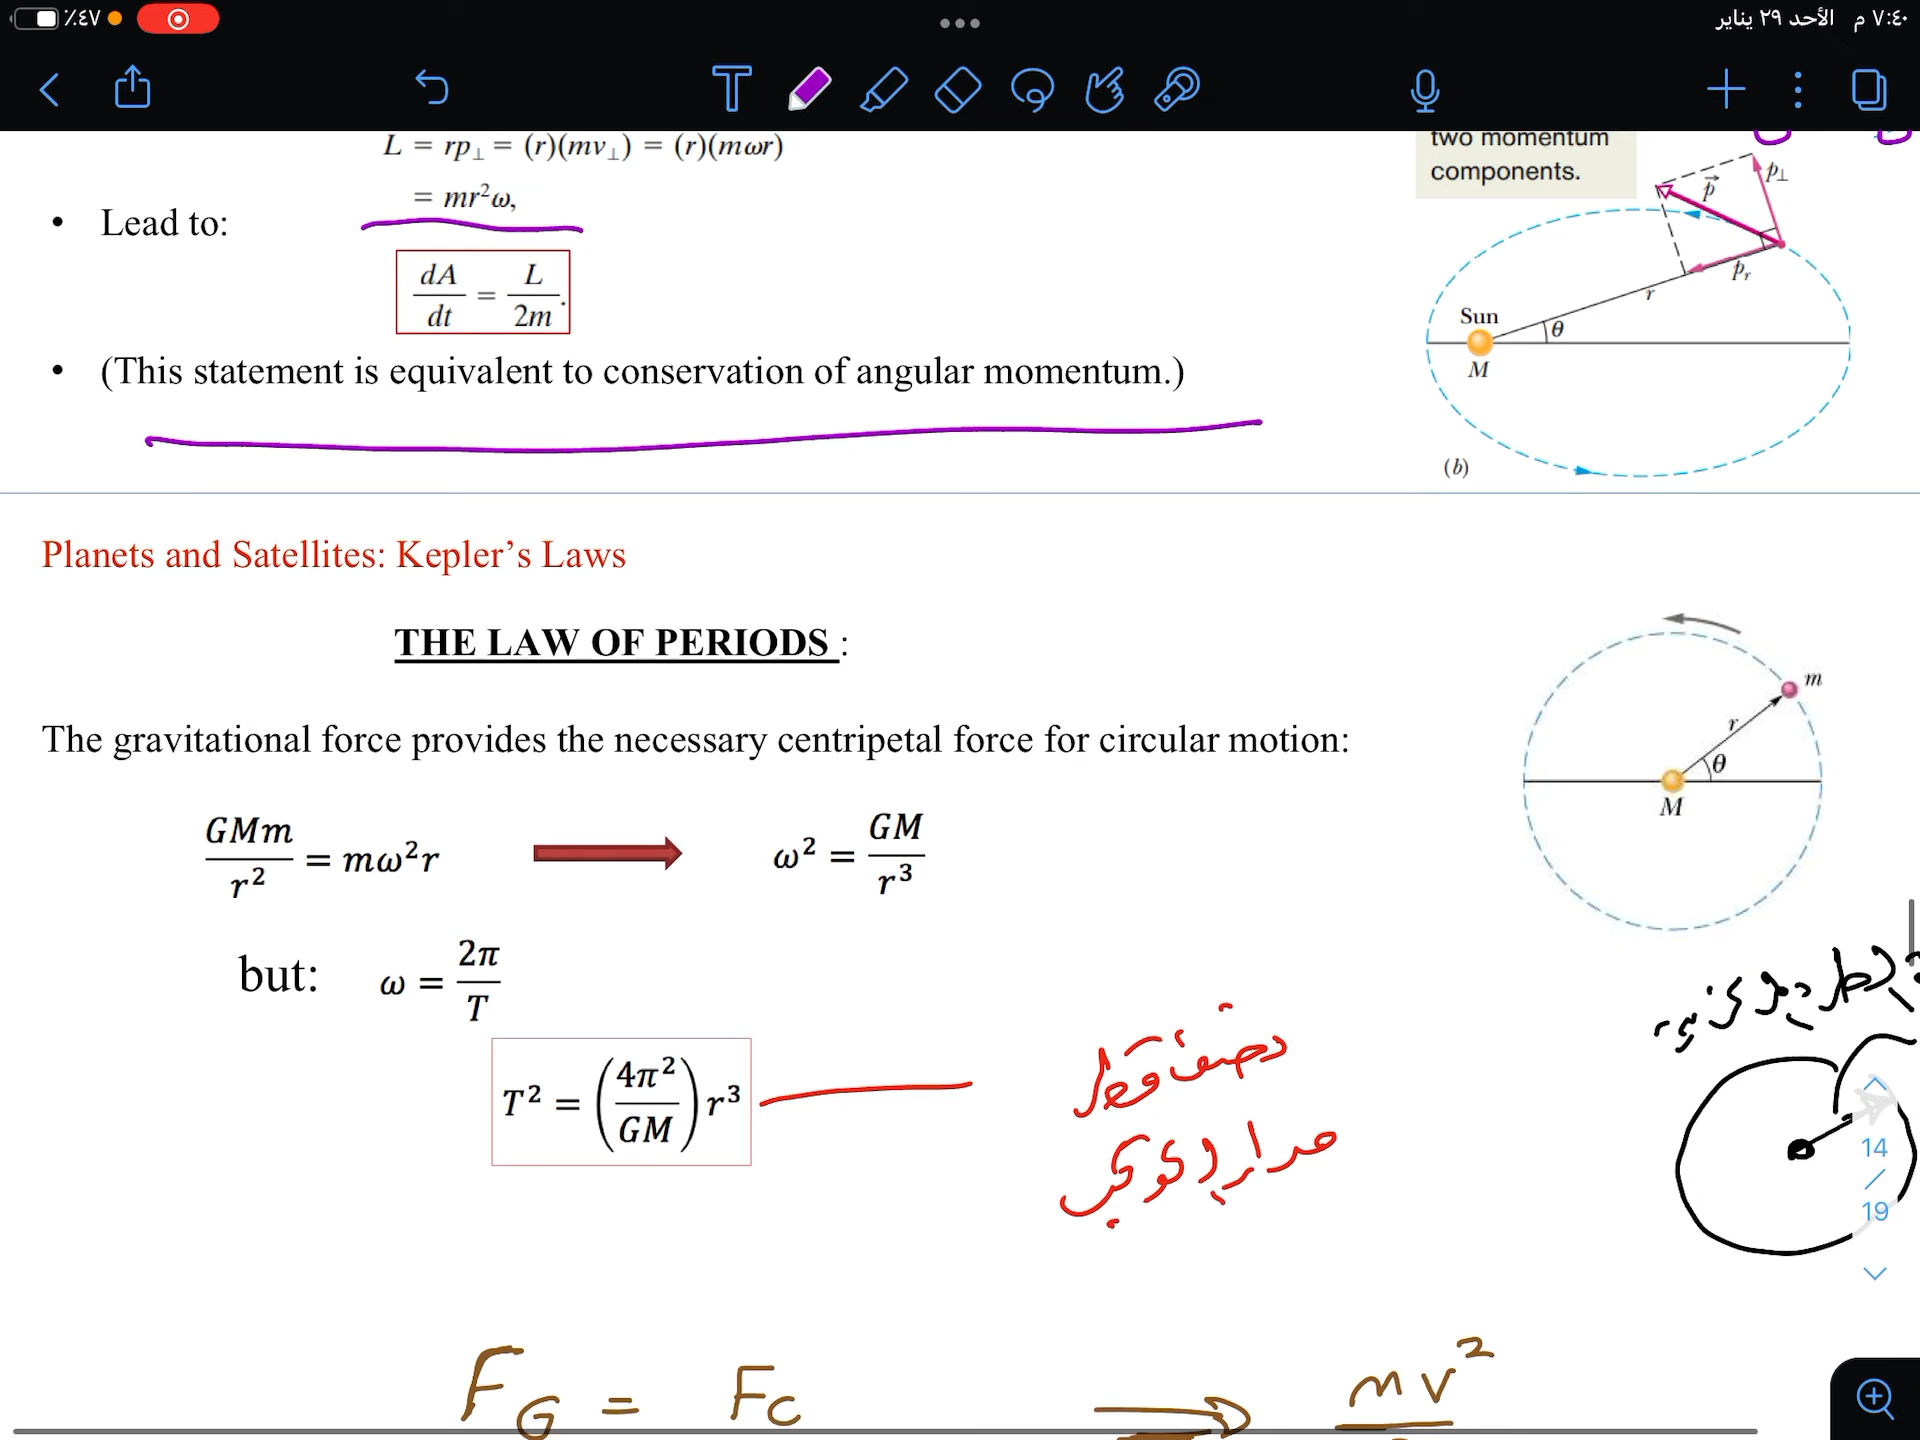 ٪٤٧
الأحد ٢٩ يناير ٧:٤٠ م
L = rp⊥ = (r)(mv⊥) = (r)(mωr)
= mr²ω,
• Lead to:
dA/dt = L/2m.
• (This statement is equivalent to conservation of angular momentum.)
two momentum
components.
p⊥
p⃗
pᵣ
r
Sun
θ
M
(b)
Planets and Satellites: Kepler’s Laws
THE LAW OF PERIODS :
The gravitational force provides the necessary centripetal force for circular motion:
m
r
θ
M
GMm/r² = mω²r
ω² = GM/r³
but: ω = 2π/T
T² = (4π²/GM) r³
نصف قطر
مدار الكوكب
14
/
19
F_G = F_C
mv²